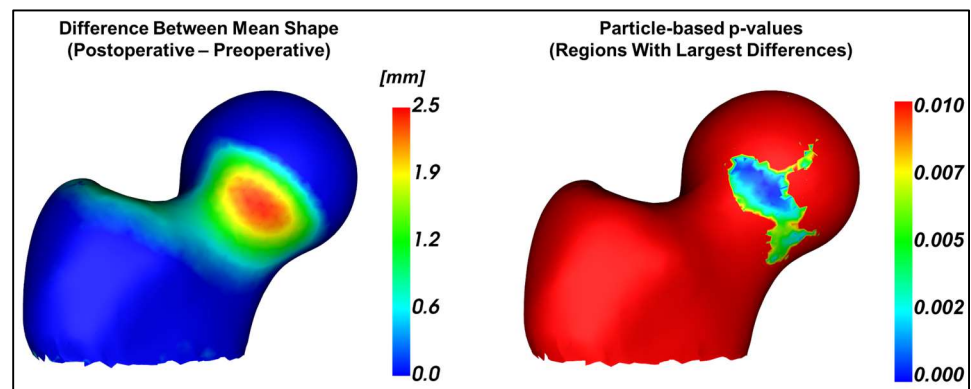 Difference Between Mean Shape
(Postoperative – Preoperative)
[mm]
2.5
1.9
1.2
0.6
0.0
Particle-based p-values
(Regions With Largest Differences)
0.010
0.007
0.005
0.002
0.000